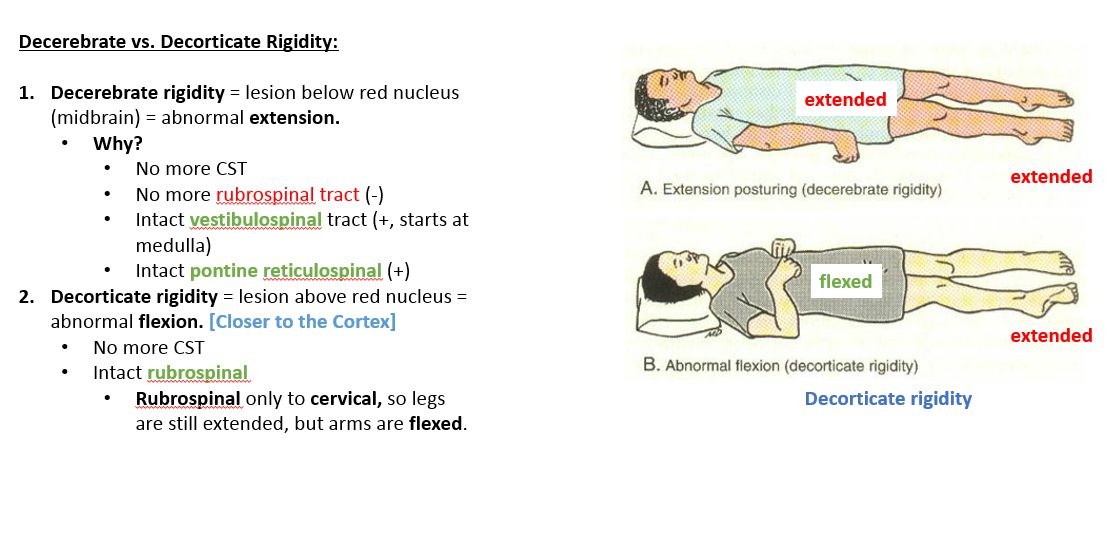 Decerebrate vs. Decorticate Rigidity:
1. Decerebrate rigidity = lesion below red nucleus
(midbrain) = abnormal extension.
• Why?
• No more CST
• No more rubrospinal tract (-)
• Intact vestibulospinal tract (+, starts at
medulla)
• Intact pontine reticulospinal (+)
2. Decorticate rigidity = lesion above red nucleus =
abnormal flexion. [Closer to the Cortex]
• No more CST
• Intact rubrospinal
• Rubrospinal only to cervical, so legs
are still extended, but arms are flexed.
extended
extended
A. Extension posturing (decerebrate rigidity)
flexed
extended
B. Abnormal flexion (decorticate rigidity)
Decorticate rigidity